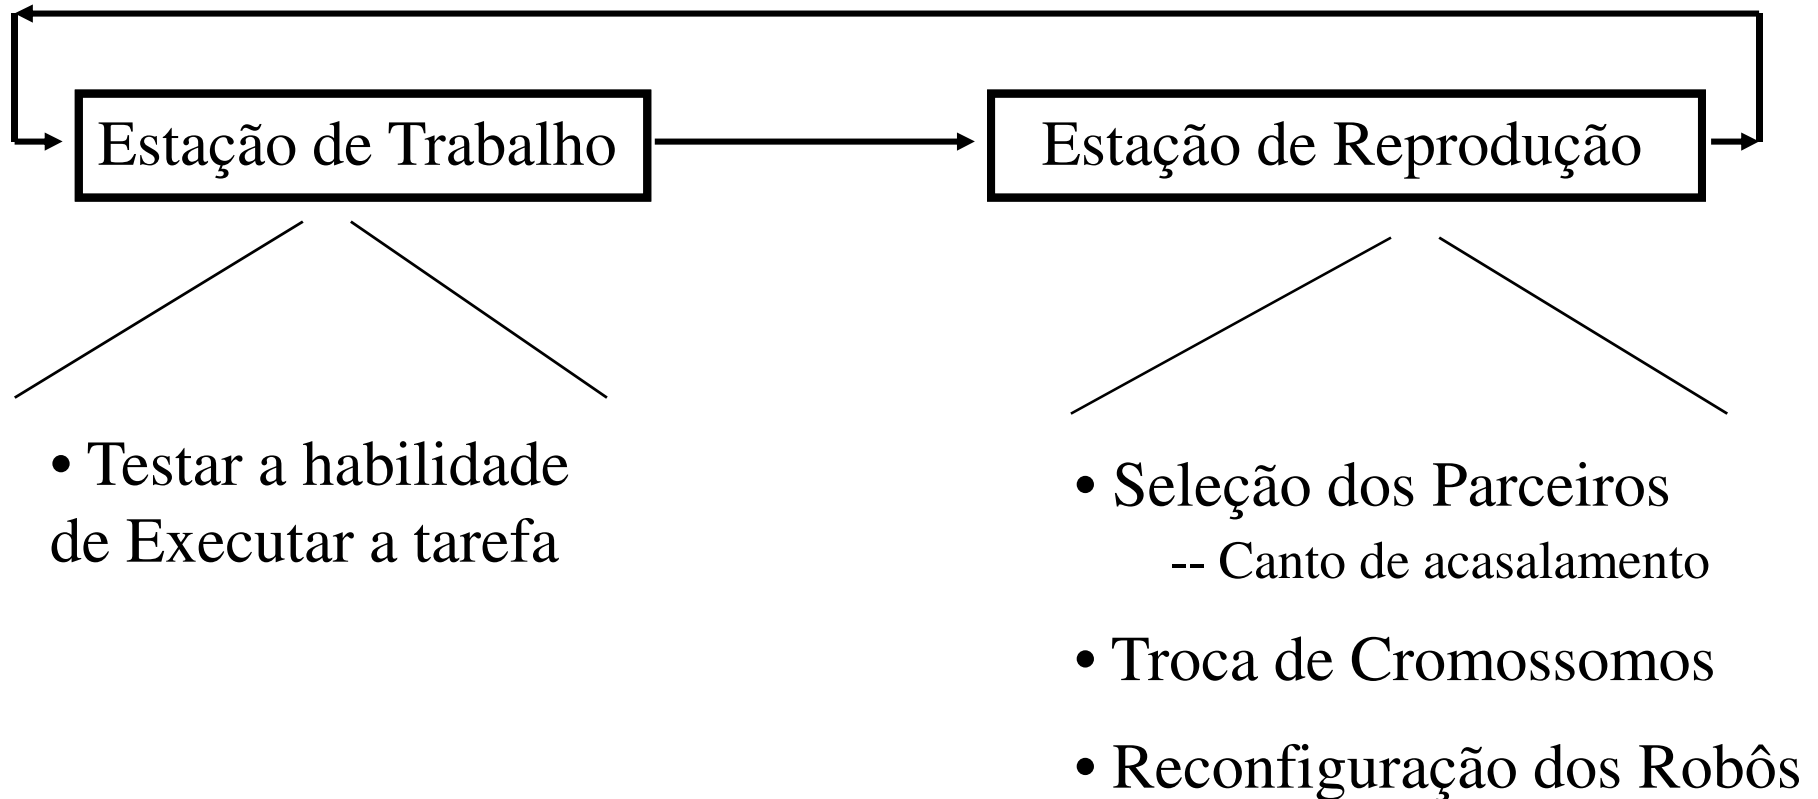 Estação de Trabalho
Estação de Reprodução
• Testar a habilidade
de Executar a tarefa
• Seleção dos Parceiros
-- Canto de acasalamento
• Troca de Cromossomos
• Reconfiguração dos Robôs